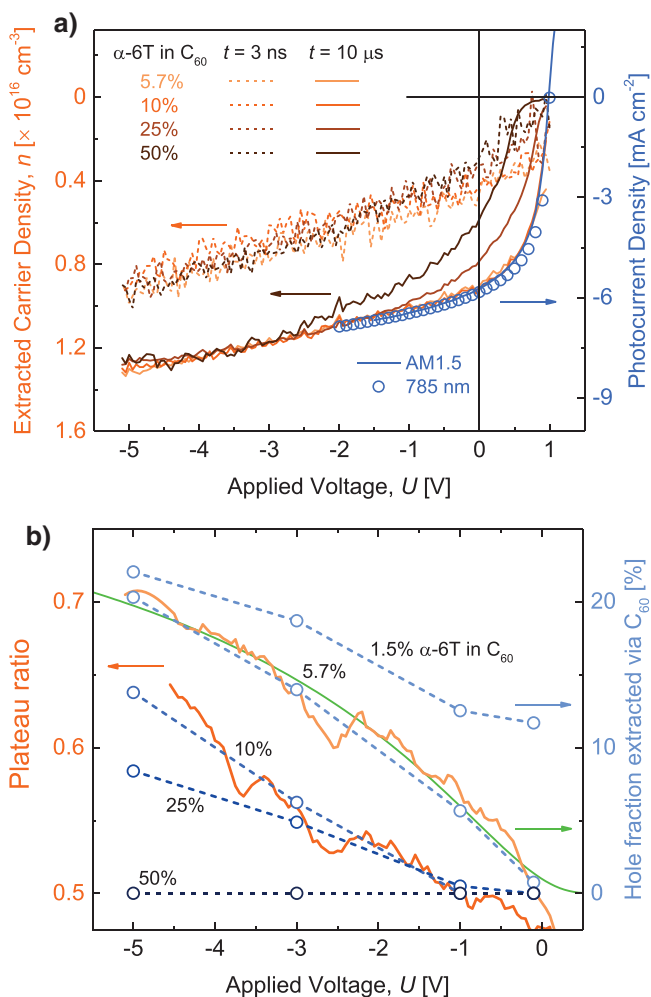 a)
α-6T in C60 t = 3 ns t = 10 μs
5.7%
10%
25%
50%
0
0.4
0.8
1.2
1.6
Extracted Carrier Density, n [× 10^16 cm^-3]
0
-3
-6
-9
Photocurrent Density [mA cm^-2]
AM1.5
785 nm
-5 -4 -3 -2 -1 0 1
Applied Voltage, U [V]
b)
0.7
0.6
0.5
Plateau ratio
20
10
0
Hole fraction extracted via C60 [%]
1.5% α-6T in C60
5.7%
10%
25%
50%
-5 -4 -3 -2 -1 0
Applied Voltage, U [V]